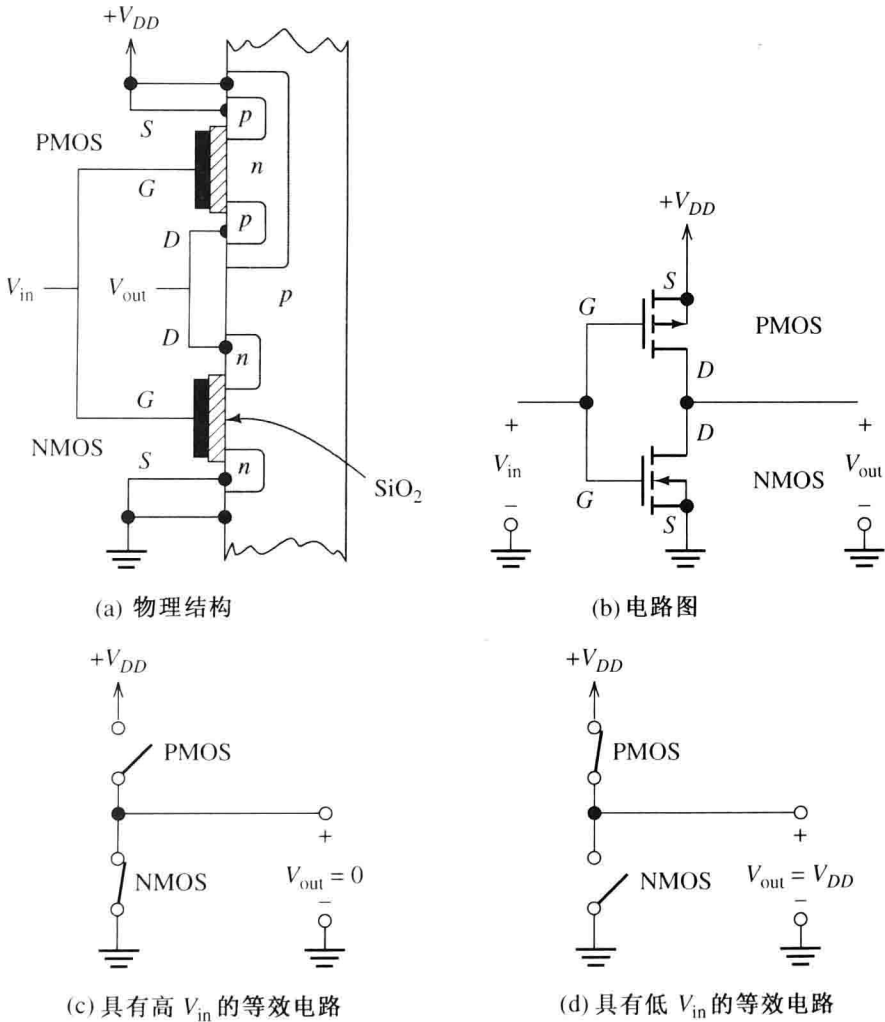 +V_DD
S
p
PMOS
n
G
p
D
V_in
V_out
p
D
n
G
NMOS
S
n
SiO₂
(a) 物理结构
+V_DD
S
G
PMOS
D
D
+
V_in
−
G
NMOS
S
+
V_out
−
(b) 电路图
+V_DD
PMOS
+
NMOS
V_out = 0
−
(c) 具有高 V_in 的等效电路
+V_DD
PMOS
+
NMOS
V_out = V_DD
−
(d) 具有低 V_in 的等效电路